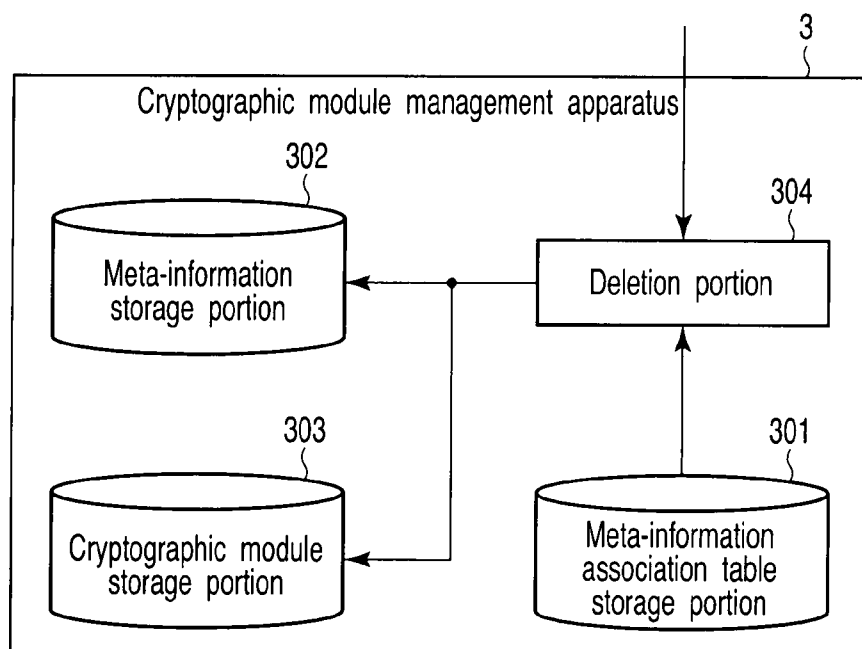 3
Cryptographic module management apparatus
302
304
Meta-information
storage portion
Deletion portion
303
301
Cryptographic module
storage portion
Meta-information
association table
storage portion